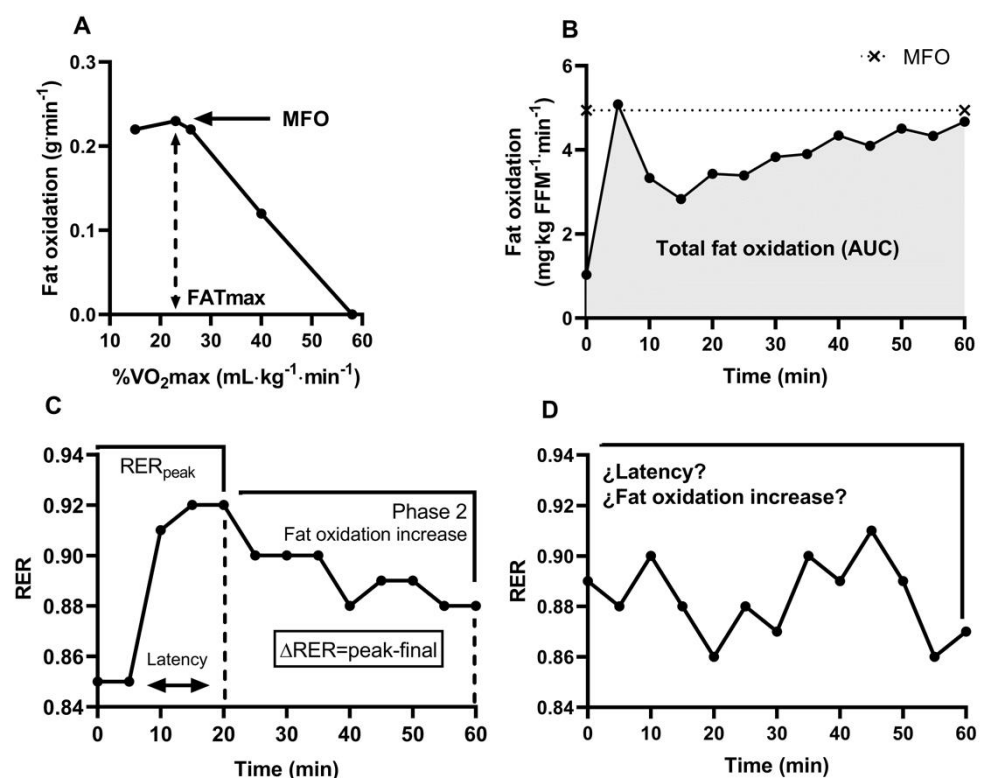 A
Fat oxidation (g·min⁻¹)
0.3
0.2
0.1
0.0
MFO
FATmax
10 20 30 40 50 60
%VO₂max (mL·kg⁻¹·min⁻¹)
B
MFO
Fat oxidation
(mg·kg FFM⁻¹·min⁻¹)
6
4
2
0
Total fat oxidation (AUC)
0 10 20 30 40 50 60
Time (min)
C
RER
0.94
0.92
0.90
0.88
0.86
0.84
RERpeak
Phase 2
Fat oxidation increase
Latency
ΔRER=peak-final
0 10 20 30 40 50 60
Time (min)
D
RER
0.94
0.92
0.90
0.88
0.86
0.84
¿Latency?
¿Fat oxidation increase?
0 10 20 30 40 50 60
Time (min)